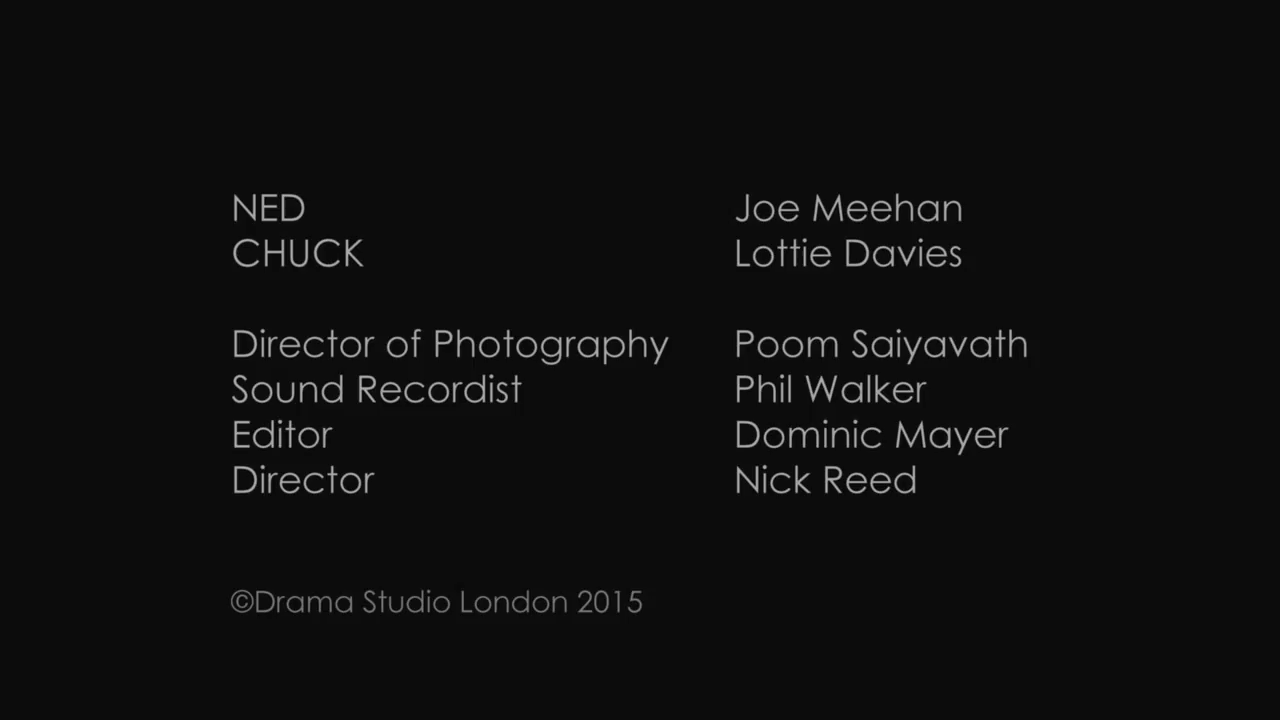 NED Joe Meehan
CHUCK Lottie Davies
Director of Photography Poom Saiyavath
Sound Recordist Phil Walker
Editor Dominic Mayer
Director Nick Reed
©Drama Studio London 2015